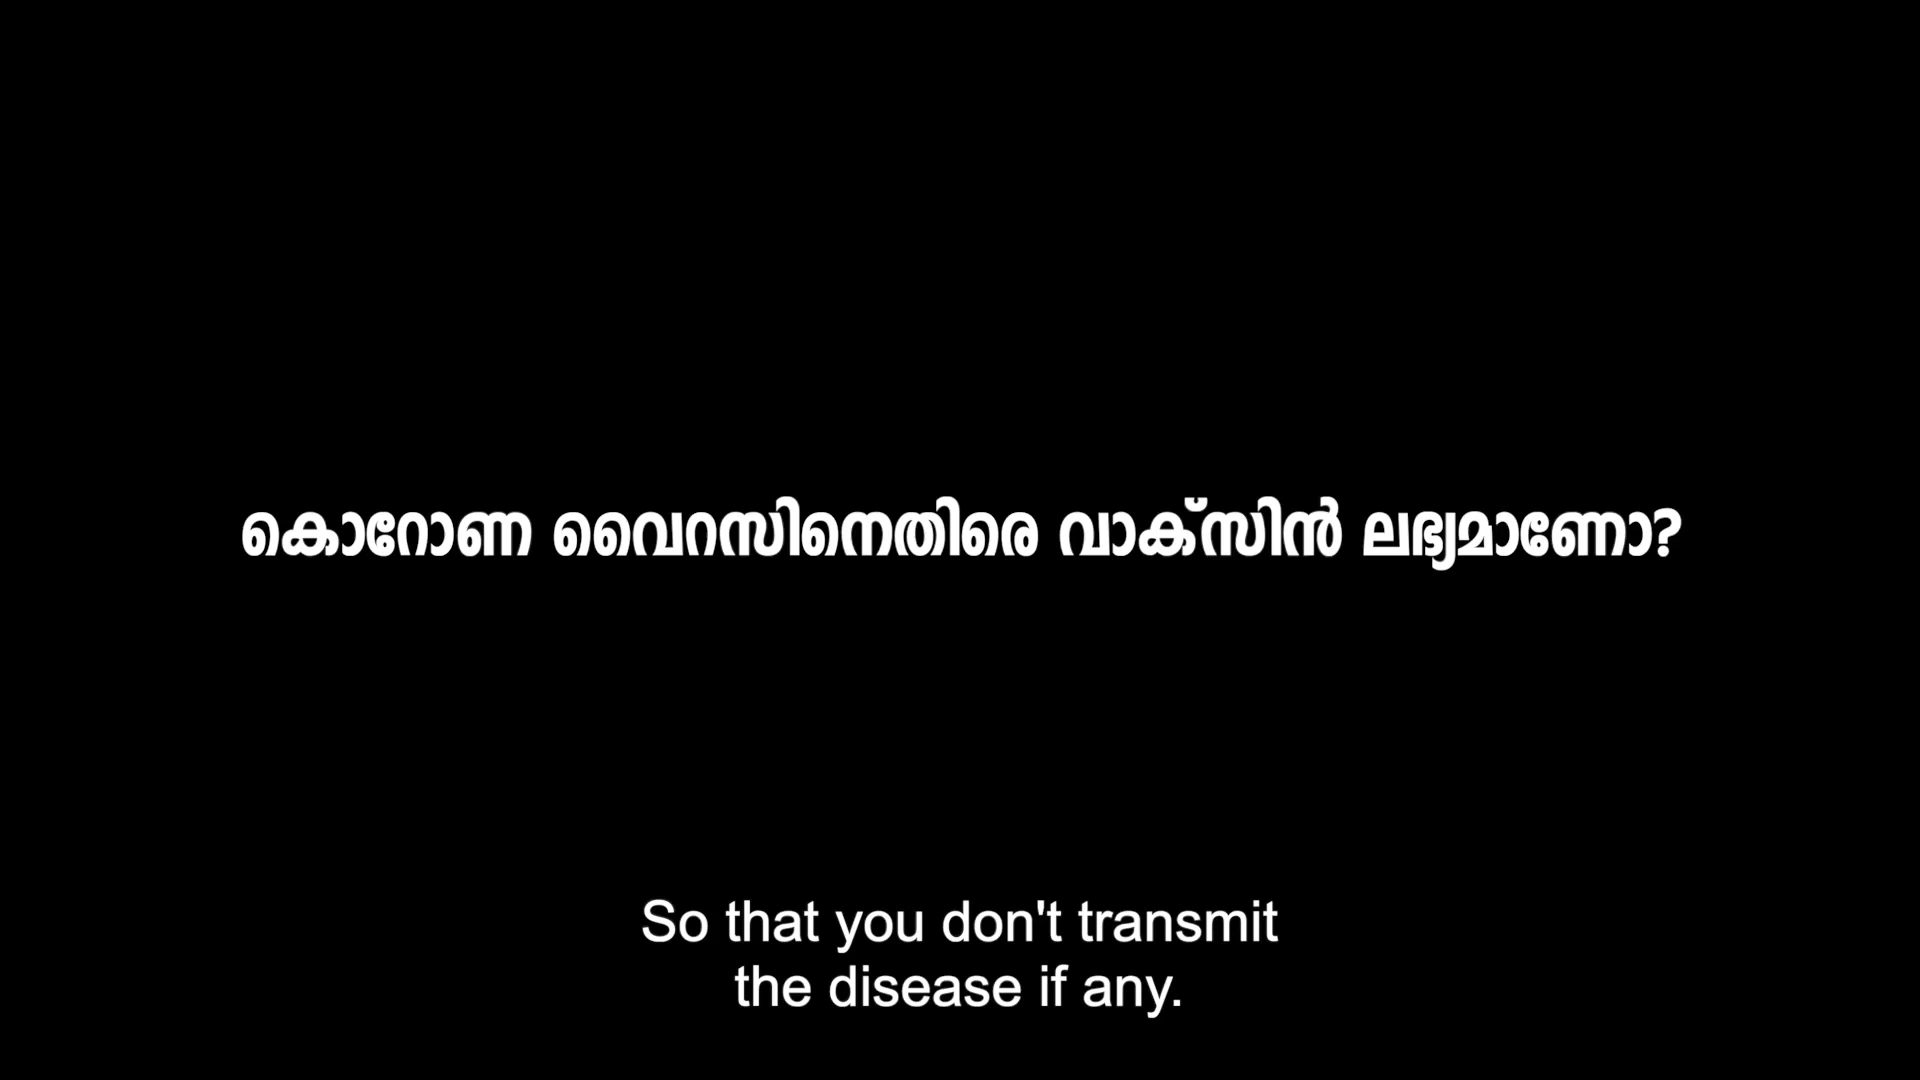 കൊറോണ വൈറസിനെതിരെ വാക്സിൻ ലഭ്യമാണോ?
So that you don't transmit
the disease if any.